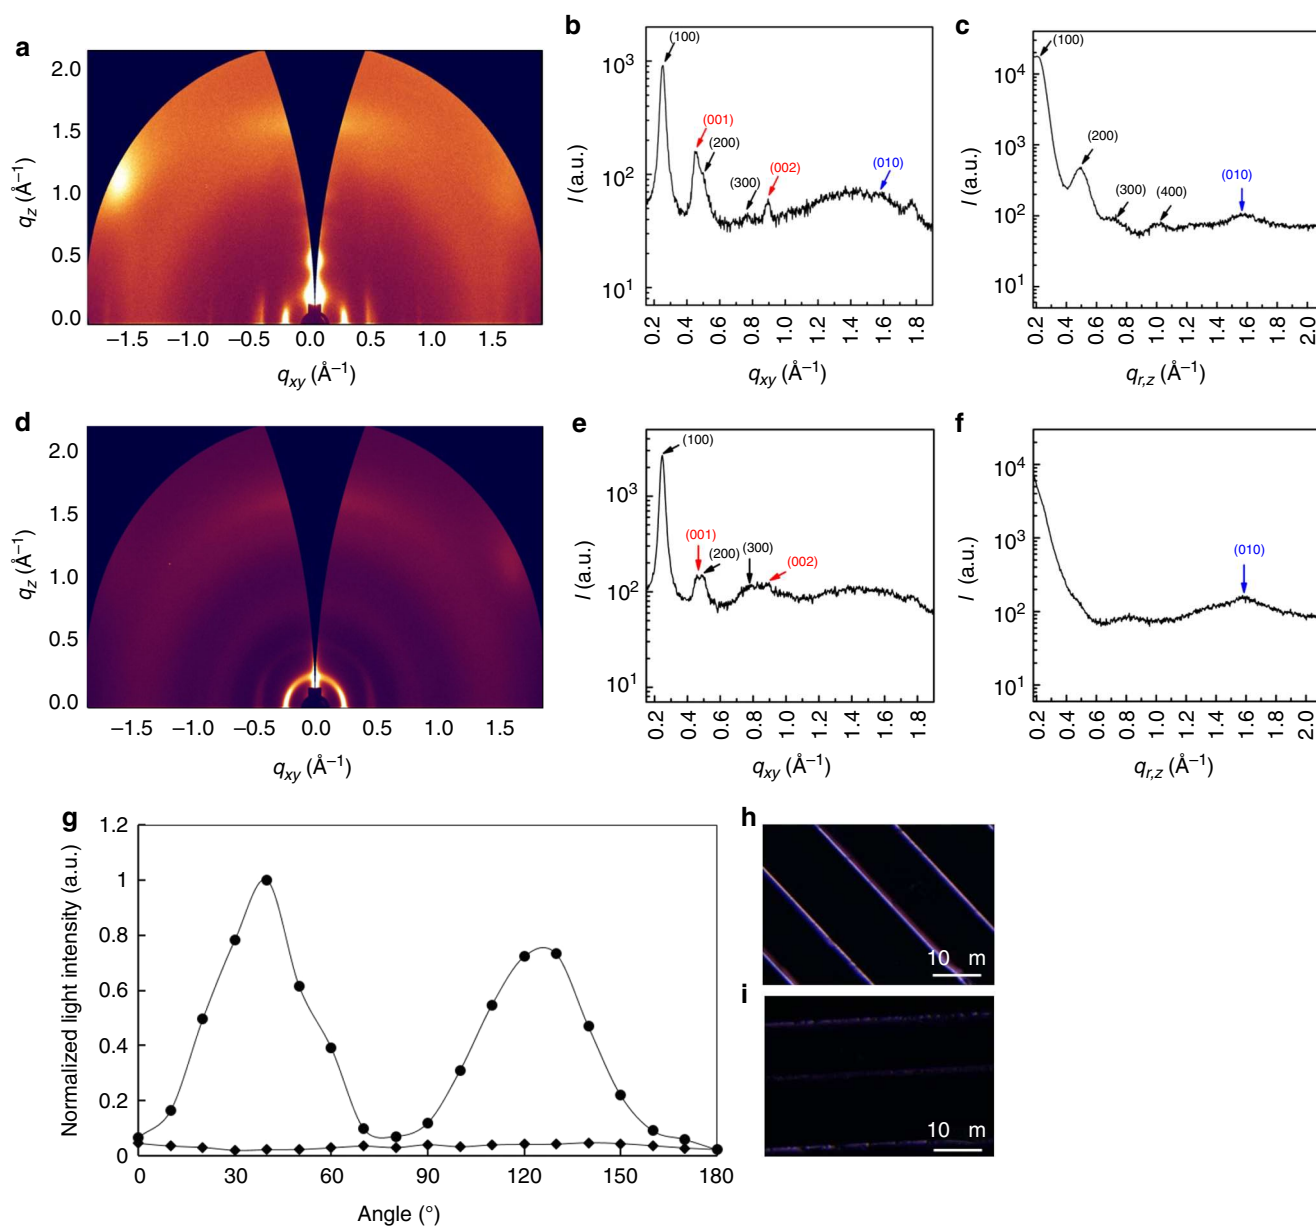 a
2.0
1.5
1.0
0.5
0.0
q_z (Å⁻¹)
−1.5 −1.0 −0.5 0.0 0.5 1.0 1.5
q_xy (Å⁻¹)
b
10³
10²
10¹
I (a.u.)
(100)
(001)
(200)
(300)
(002)
(010)
0.2 0.4 0.6 0.8 1.0 1.2 1.4 1.6 1.8
q_xy (Å⁻¹)
c
10⁴
10³
10²
10¹
I (a.u.)
(100)
(200)
(300)
(400)
(010)
0.2 0.4 0.6 0.8 1.0 1.2 1.4 1.6 1.8 2.0
q_r,z (Å⁻¹)
d
2.0
1.5
1.0
0.5
0.0
q_z (Å⁻¹)
−1.5 −1.0 −0.5 0.0 0.5 1.0 1.5
q_xy (Å⁻¹)
e
10³
10²
10¹
I (a.u.)
(100)
(001)
(200)
(300)
(002)
0.2 0.4 0.6 0.8 1.0 1.2 1.4 1.6 1.8
q_xy (Å⁻¹)
f
10⁴
10³
10²
10¹
I (a.u.)
(010)
0.2 0.4 0.6 0.8 1.0 1.2 1.4 1.6 1.8 2.0
q_r,z (Å⁻¹)
g
1.2
1
0.8
0.6
0.4
0.2
0
Normalized light intensity (a.u.)
0 30 60 90 120 150 180
Angle (°)
h
10 m
i
10 m